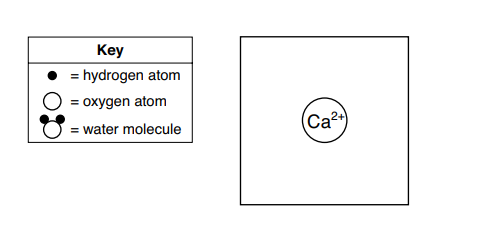 Key
= hydrogen atom
= oxygen atom
= water molecule
Ca²⁺